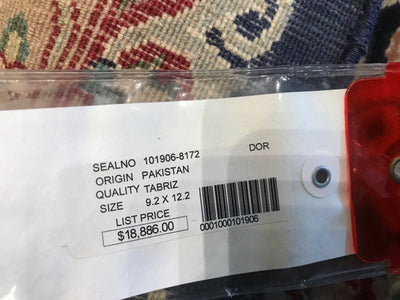 SEALNO 101906-8172 DOR
ORIGIN PAKISTAN
QUALITY TABRIZ
SIZE 9.2 X 12.2
LIST PRICE
$18,886.00
0001000101906